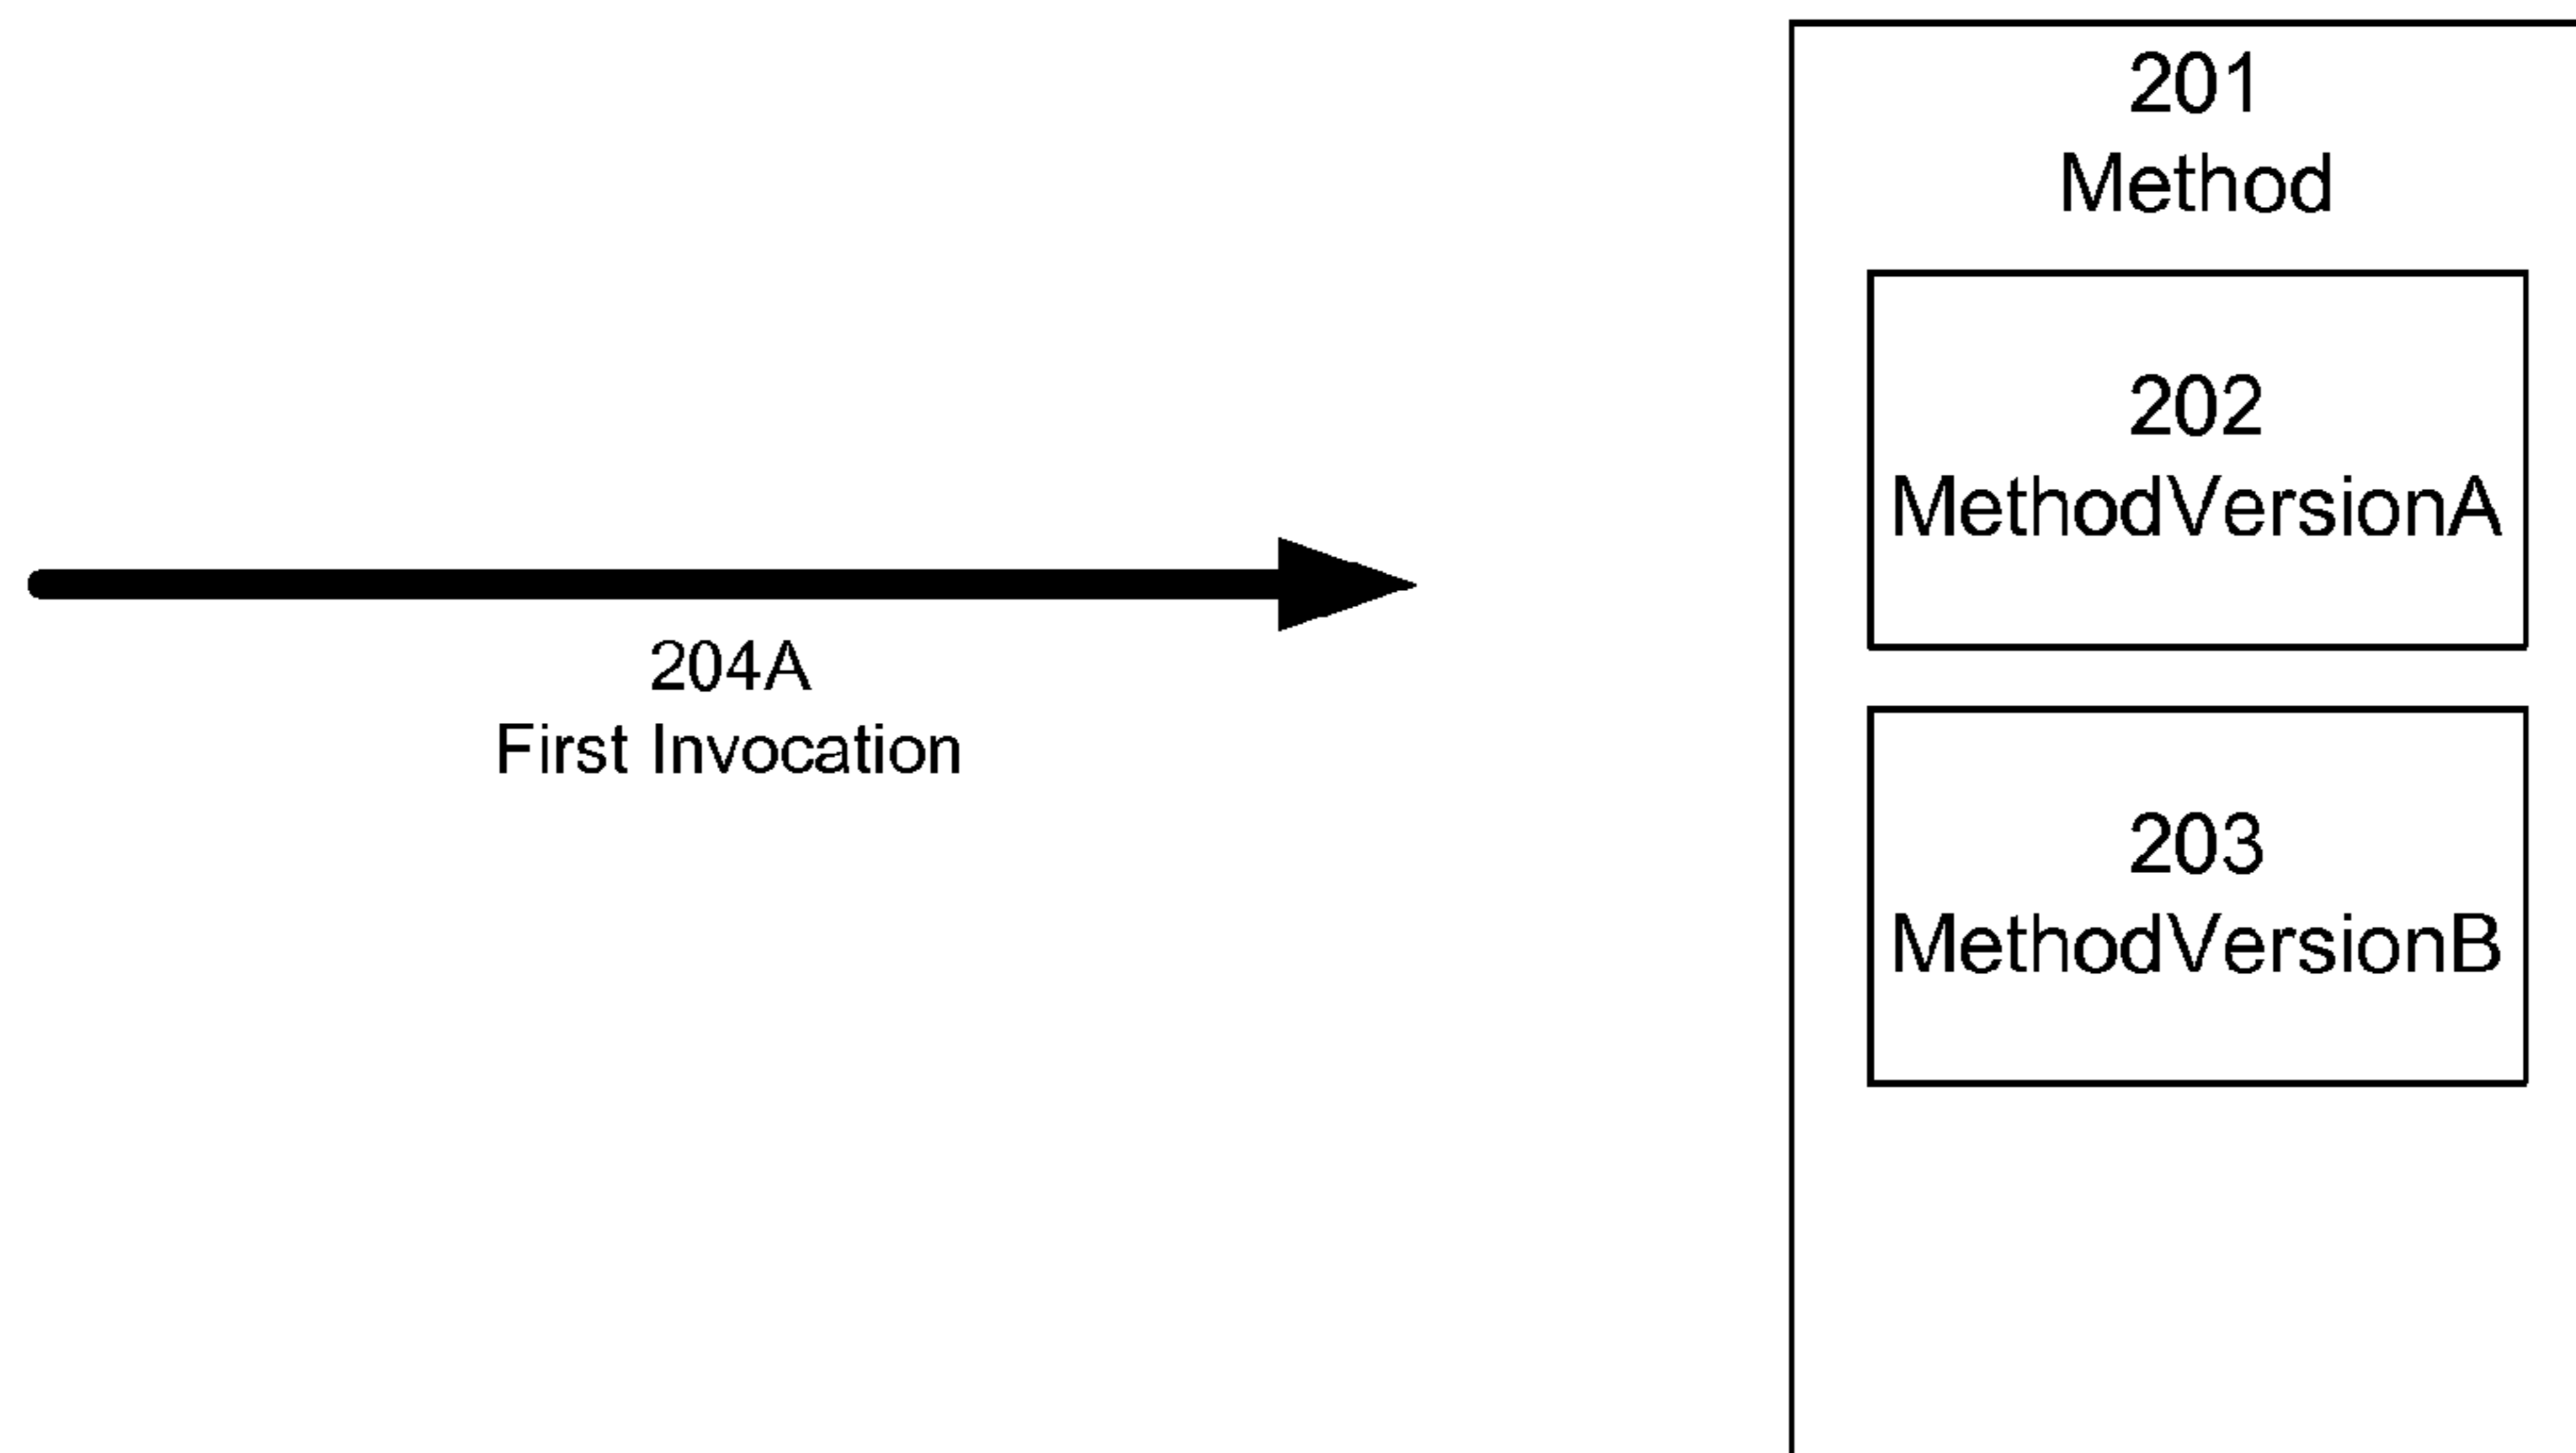 201
Method
202
MethodVersionA
204A
First Invocation
203
MethodVersionB